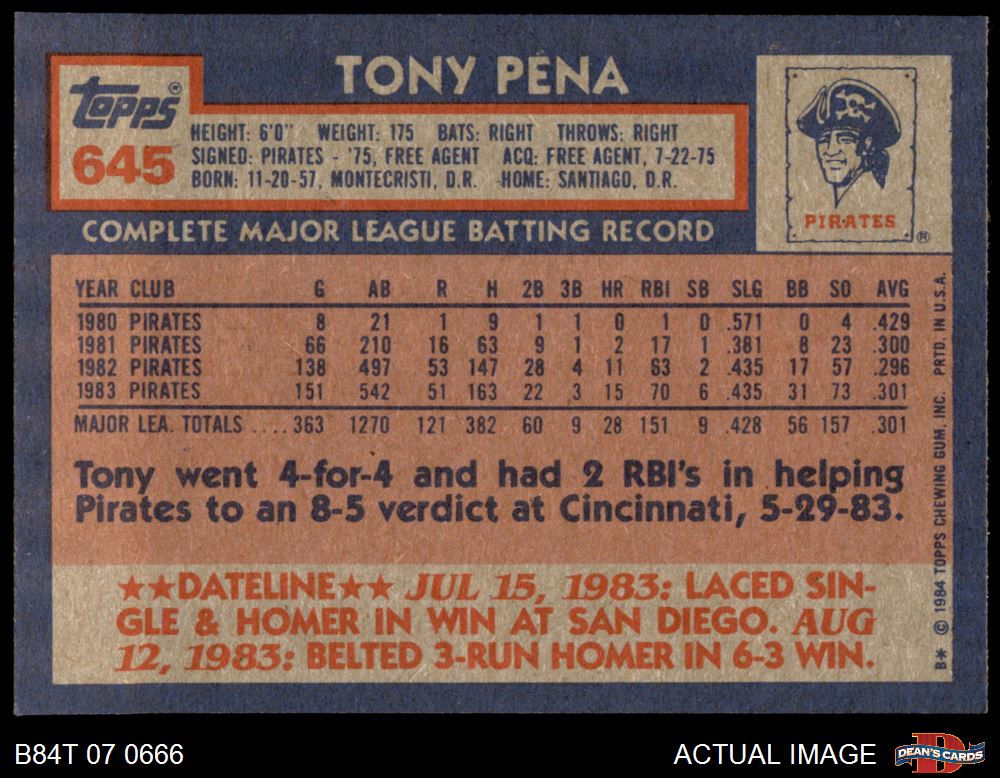 TONY PENA
topps®
645
HEIGHT: 6'0" WEIGHT: 175 BATS: RIGHT THROWS: RIGHT
SIGNED: PIRATES - '75, FREE AGENT ACQ: FREE AGENT, 7-22-75
BORN: 11-20-57, MONTECRISTI, D.R. -HOME: SANTIAGO, D.R.
PIRATES ®
COMPLETE MAJOR LEAGUE BATTING RECORD
YEAR CLUB G AB R H 2B 3B HR RBI SB SLG BB SO AVG
1980 PIRATES 8 21 1 9 1 1 0 1 0 .571 0 4 .429
1981 PIRATES 66 210 16 63 9 1 2 17 1 .381 8 23 .300
1982 PIRATES 138 497 53 147 28 4 11 63 2 .435 17 57 .296
1983 PIRATES 151 542 51 163 22 3 15 70 6 .435 31 73 .301
MAJOR LEA. TOTALS .... 363 1270 121 382 60 9 28 151 9 .428 56 157 .301
Tony went 4-for-4 and had 2 RBI's in helping
Pirates to an 8-5 verdict at Cincinnati, 5-29-83.
★★DATELINE★★ JUL 15, 1983: LACED SIN-
GLE & HOMER IN WIN AT SAN DIEGO. AUG
12, 1983: BELTED 3-RUN HOMER IN 6-3 WIN.
B* © 1984 TOPPS CHEWING GUM, INC. PRTD. IN U.S.A.
B84T 07 0666
ACTUAL IMAGE
DEAN'S CARDS